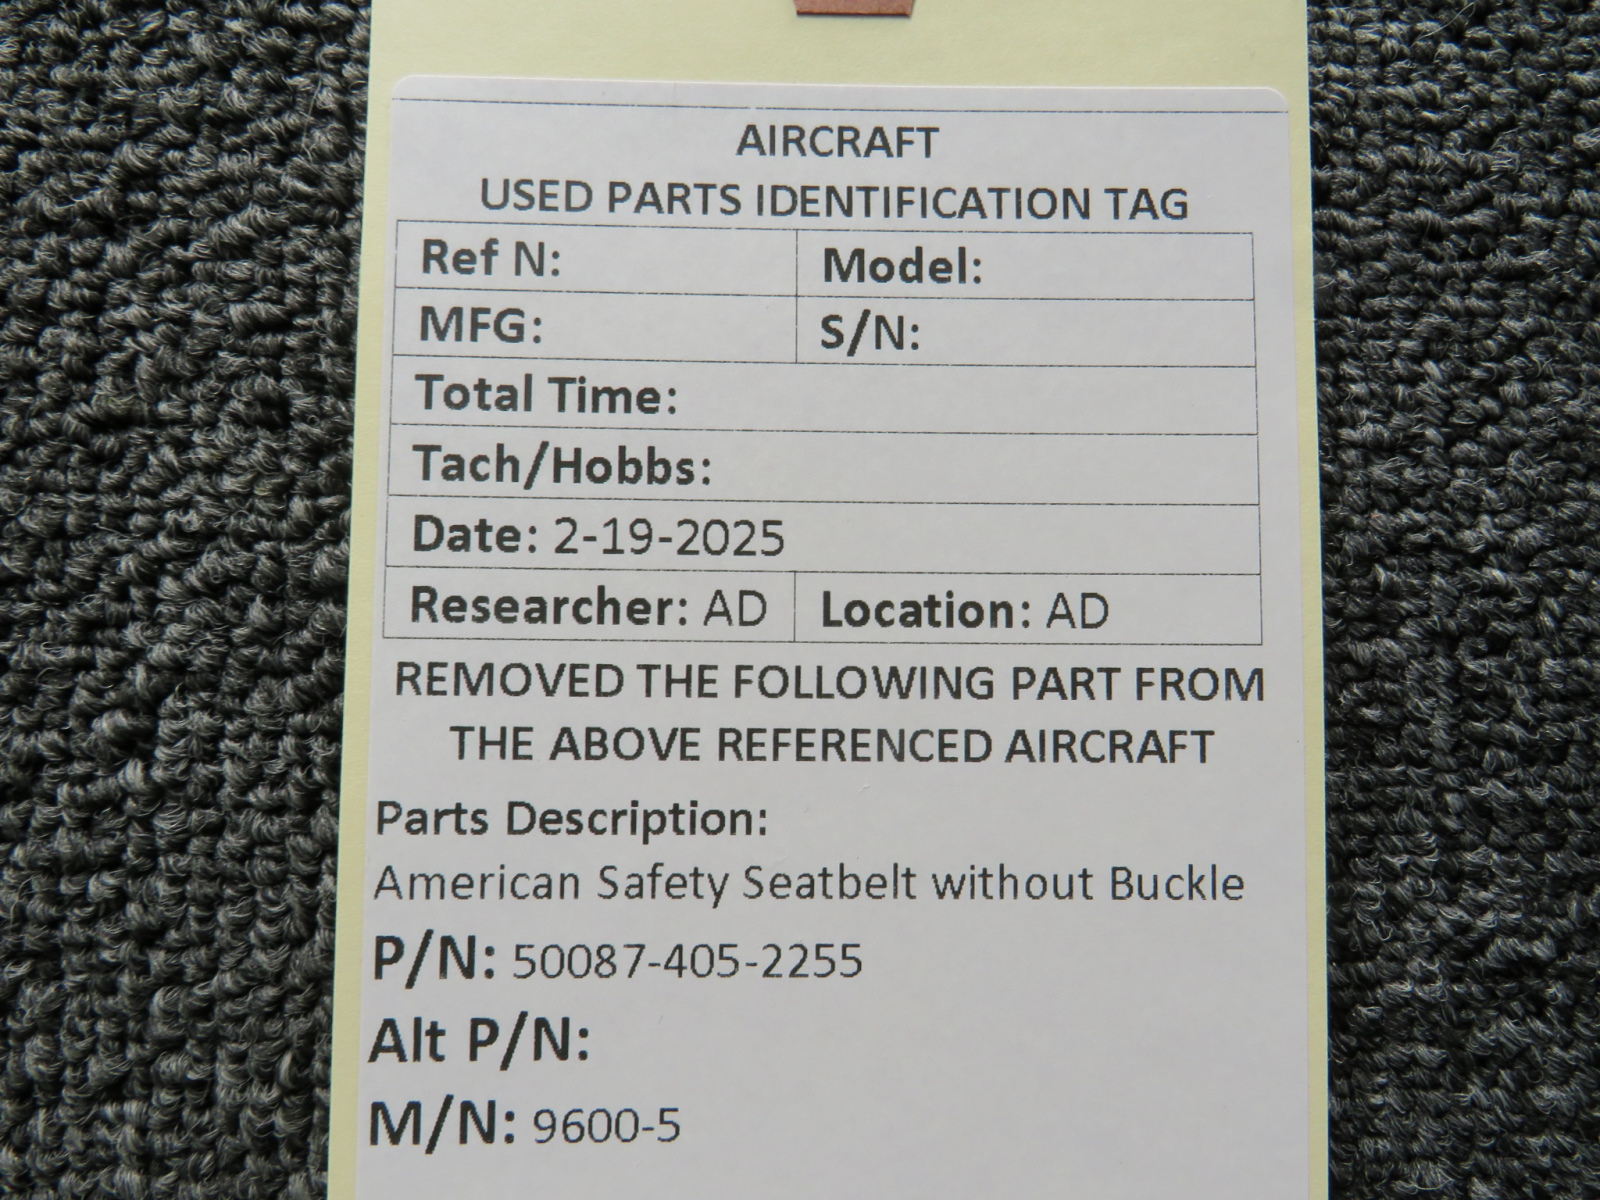 AIRCRAFT
USED PARTS IDENTIFICATION TAG
Ref N: Model:
MFG: S/N:
Total Time:
Tach/Hobbs:
Date: 2-19-2025
Researcher: AD Location: AD
REMOVED THE FOLLOWING PART FROM
THE ABOVE REFERENCED AIRCRAFT
Parts Description:
American Safety Seatbelt without Buckle
P/N: 50087-405-2255
Alt P/N:
M/N: 9600-5